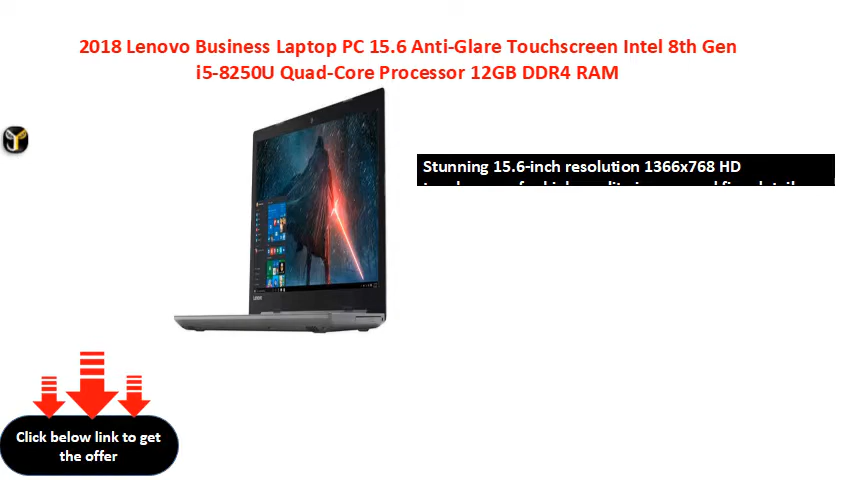 2018 Lenovo Business Laptop PC 15.6 Anti-Glare Touchscreen Intel 8th Gen
i5-8250U Quad-Core Processor 12GB DDR4 RAM
Stunning 15.6-inch resolution 1366x768 HD
Lenovo
Click below link to get
the offer